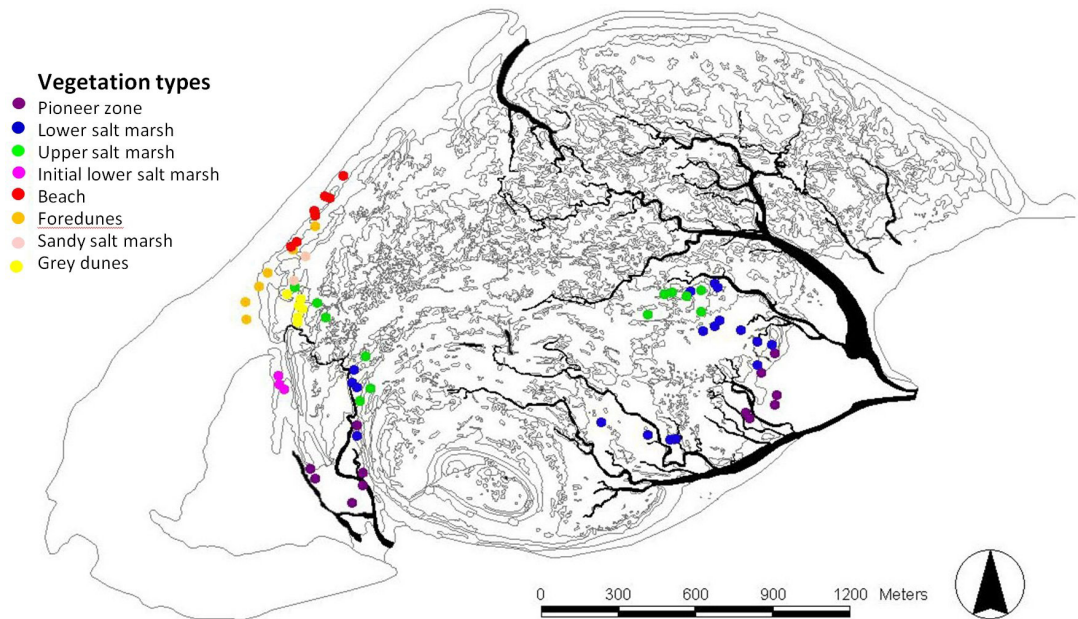 Vegetation types
Pioneer zone
Lower salt marsh
Upper salt marsh
Initial lower salt marsh
Beach
Foredunes
Sandy salt marsh
Grey dunes
0 300 600 900 1200 Meters